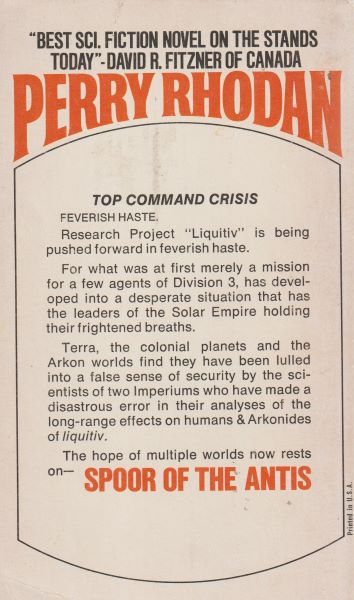 "BEST SCI. FICTION NOVEL ON THE STANDS
TODAY"-DAVID R. FITZNER OF CANADA
PERRY RHODAN
TOP COMMAND CRISIS
FEVERISH HASTE.
Research Project "Liquitiv" is being
pushed forward in feverish haste.
For what was at first merely a mission
for a few agents of Division 3, has devel-
oped into a desperate situation that has
the leaders of the Solar Empire holding
their frightened breaths.
Terra, the colonial planets and the
Arkon worlds find they have been lulled
into a false sense of security by the sci-
entists of two Imperiums who have made a
disastrous error in their analyses of the
long-range effects on humans & Arkonides
of liquitiv.
The hope of multiple worlds now rests
on— SPOOR OF THE ANTIS
Printed in U.S.A.